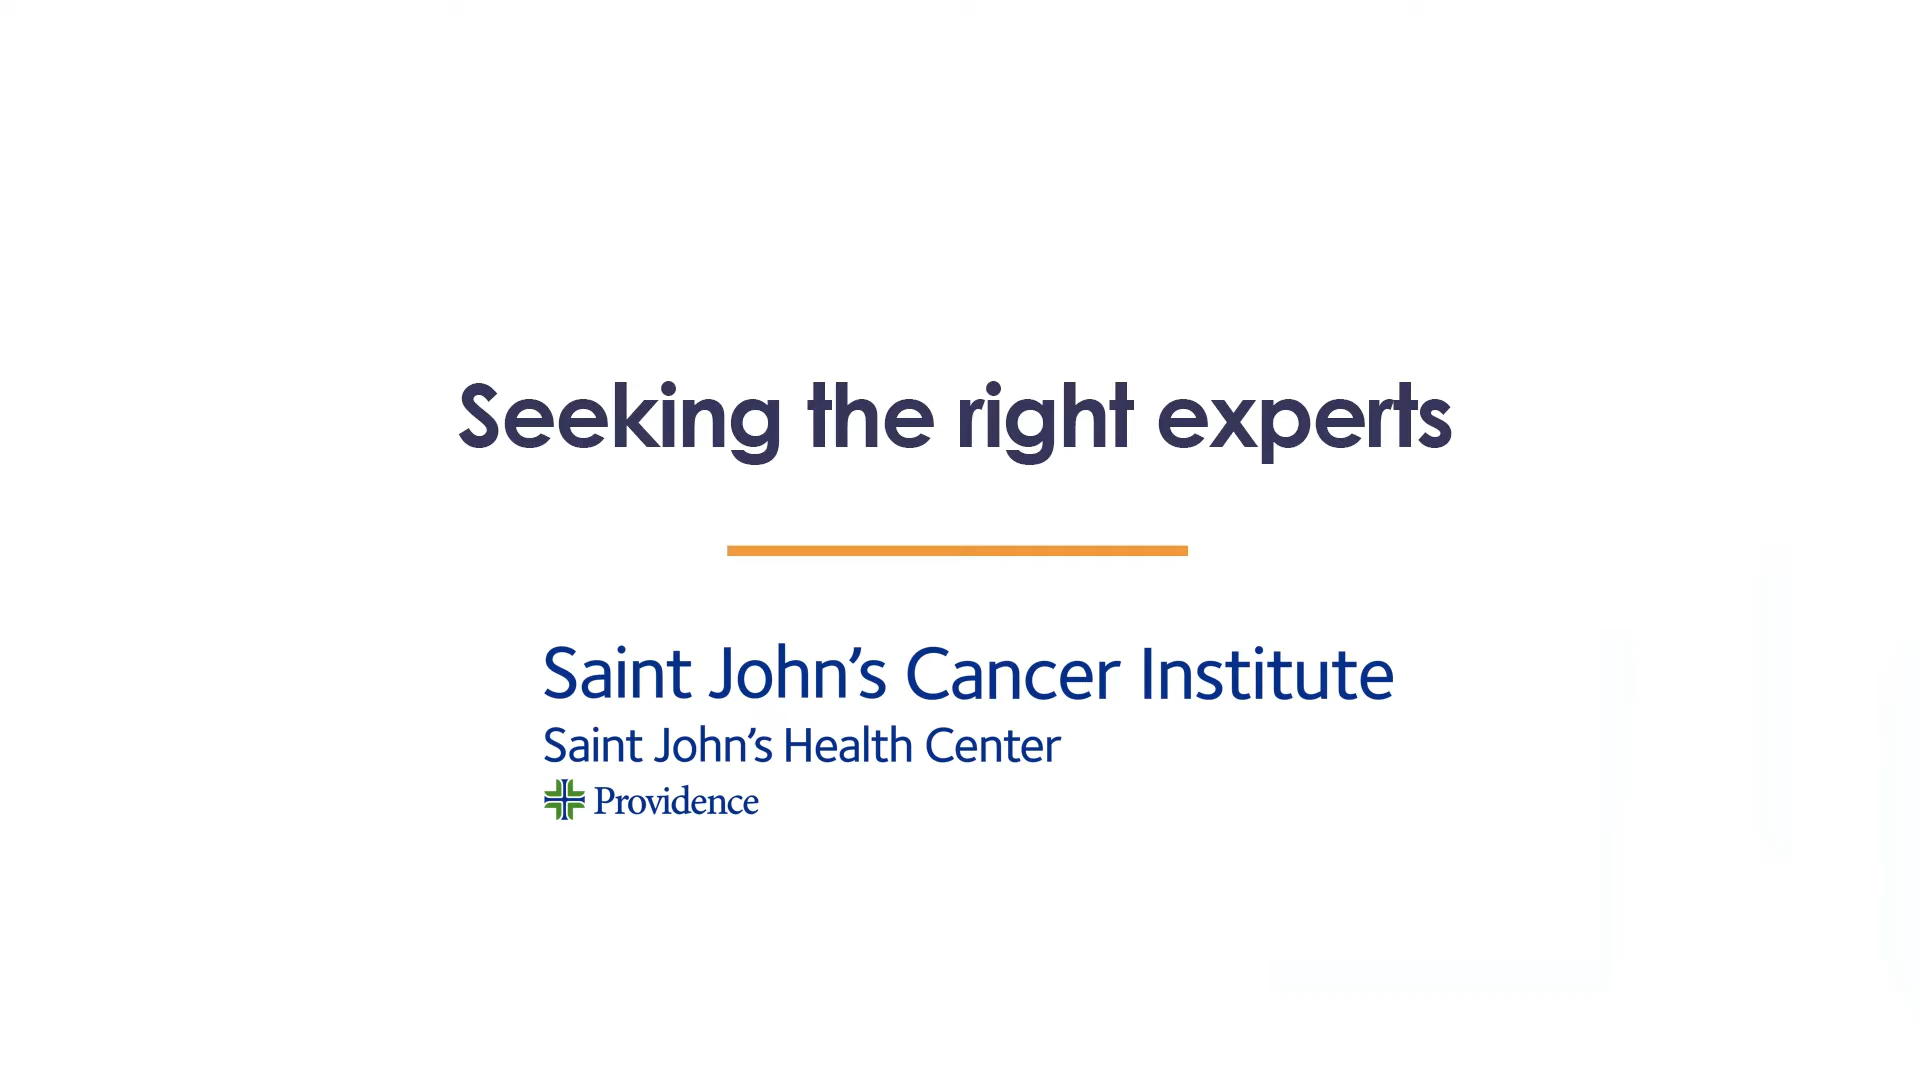 Seeking the right experts
Saint John's Cancer Institute
Saint John's Health Center
Providence